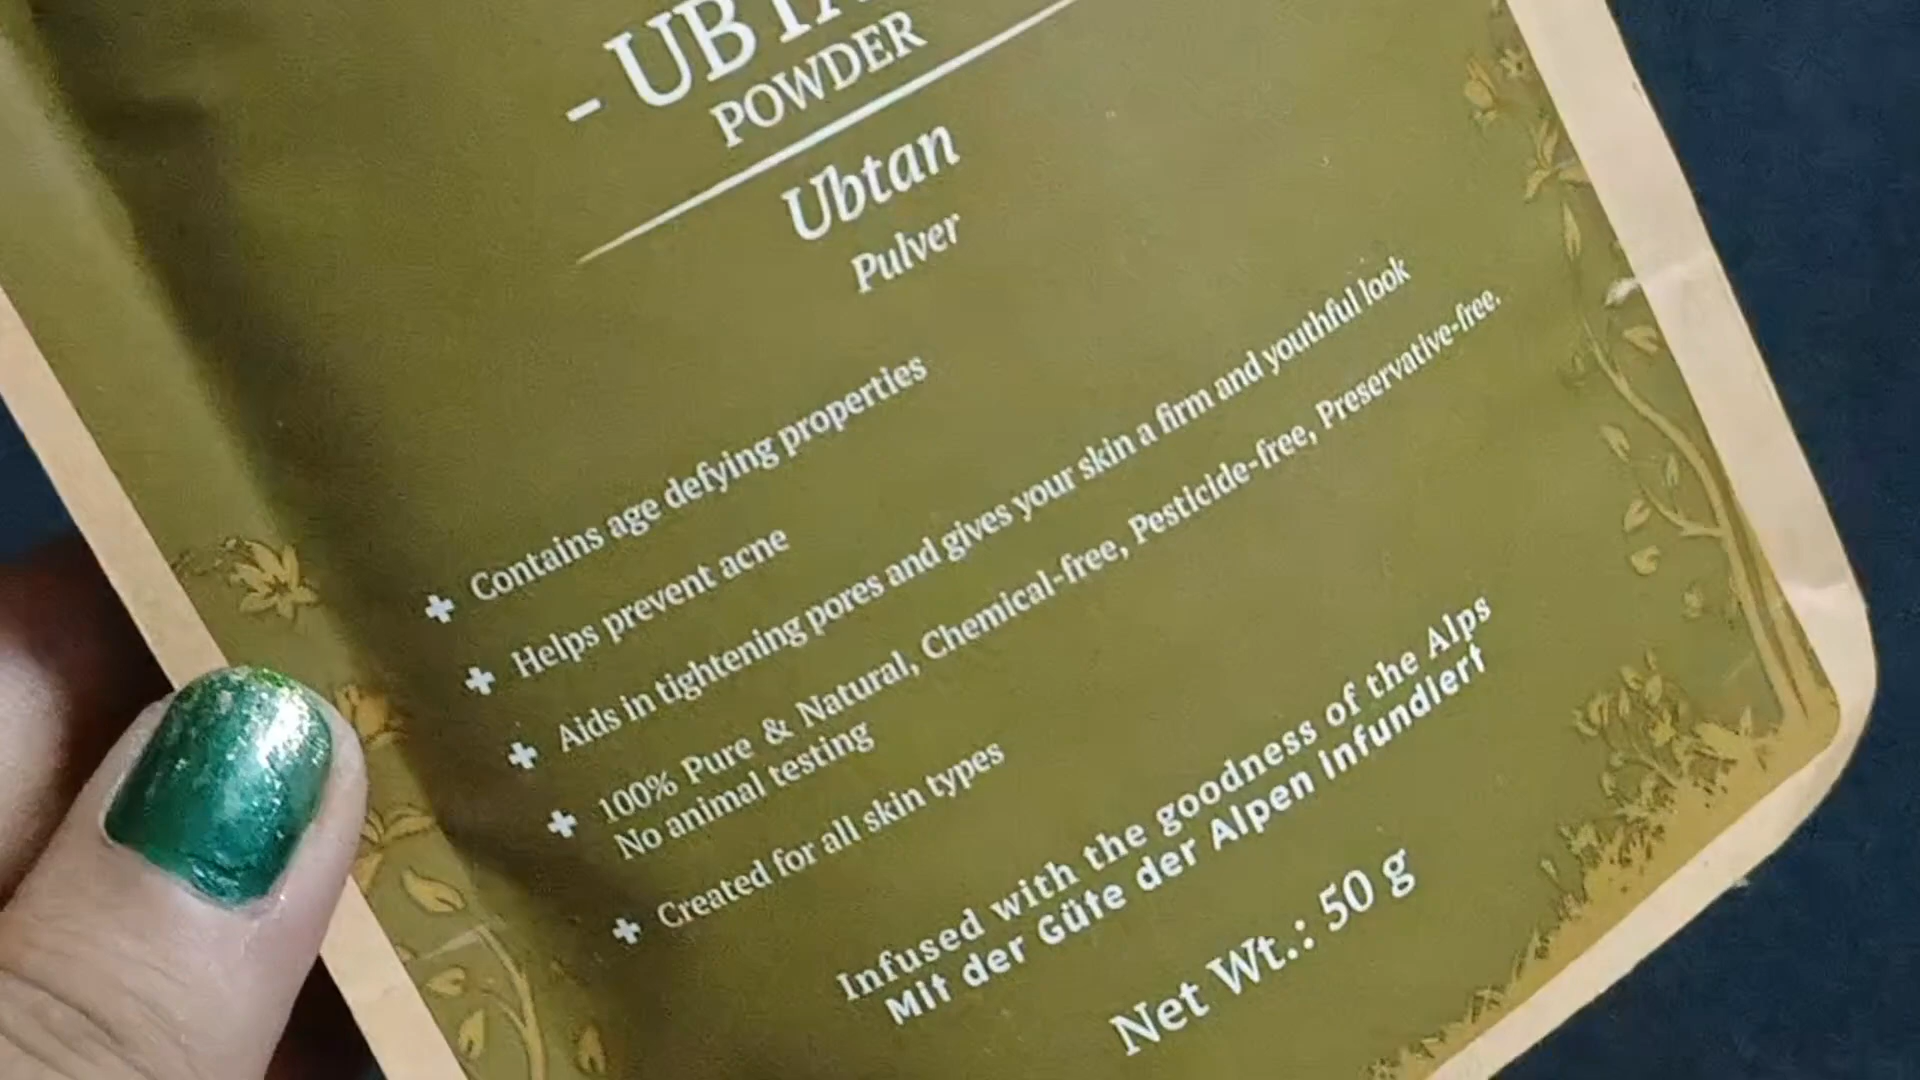 POWDER
Ubtan
Pulver
Contains age defying properties
Helps prevent acne
Aids in tightening pores and gives your skin a firm and youthful look
100% Pure & Natural, Chemical-free, Pesticide-free, Preservative-free.
No animal testing
Created for all skin types
Infused with the goodness of the Alps
Mit der Güte der Alpen infundiert
Net Wt.: 50 g